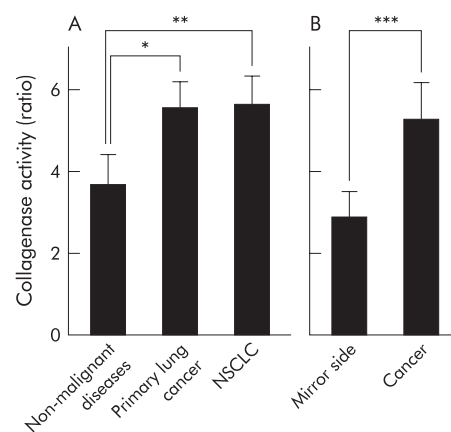 A
B
**
*
***
Collagenase activity (ratio)
6
4
2
0
Non-malignant
diseases
Primary lung
cancer
NSCLC
Mirror side
Cancer